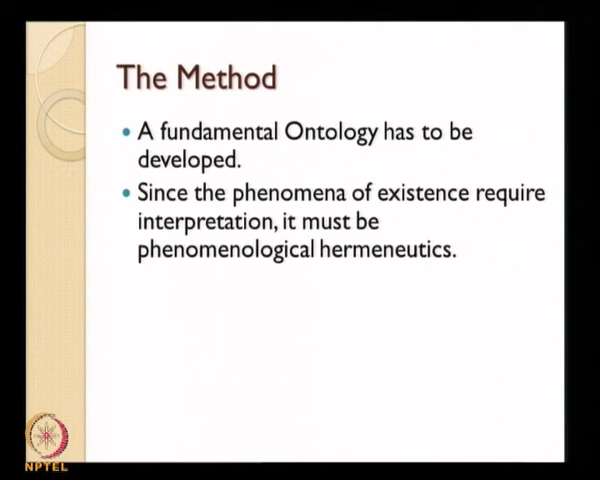 The Method
• A fundamental Ontology has to be
developed.
• Since the phenomena of existence require
interpretation, it must be
phenomenological hermeneutics.
NPTEL